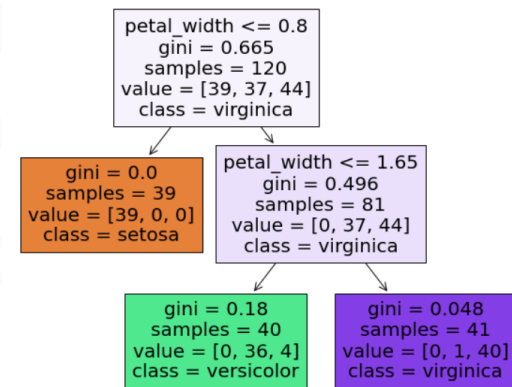 petal_width <= 0.8
gini = 0.665
samples = 120
value = [39, 37, 44]
class = virginica
gini = 0.0
samples = 39
value = [39, 0, 0]
class = setosa
petal_width <= 1.65
gini = 0.496
samples = 81
value = [0, 37, 44]
class = virginica
gini = 0.18
samples = 40
value = [0, 36, 4]
class = versicolor
gini = 0.048
samples = 41
value = [0, 1, 40]
class = virginica